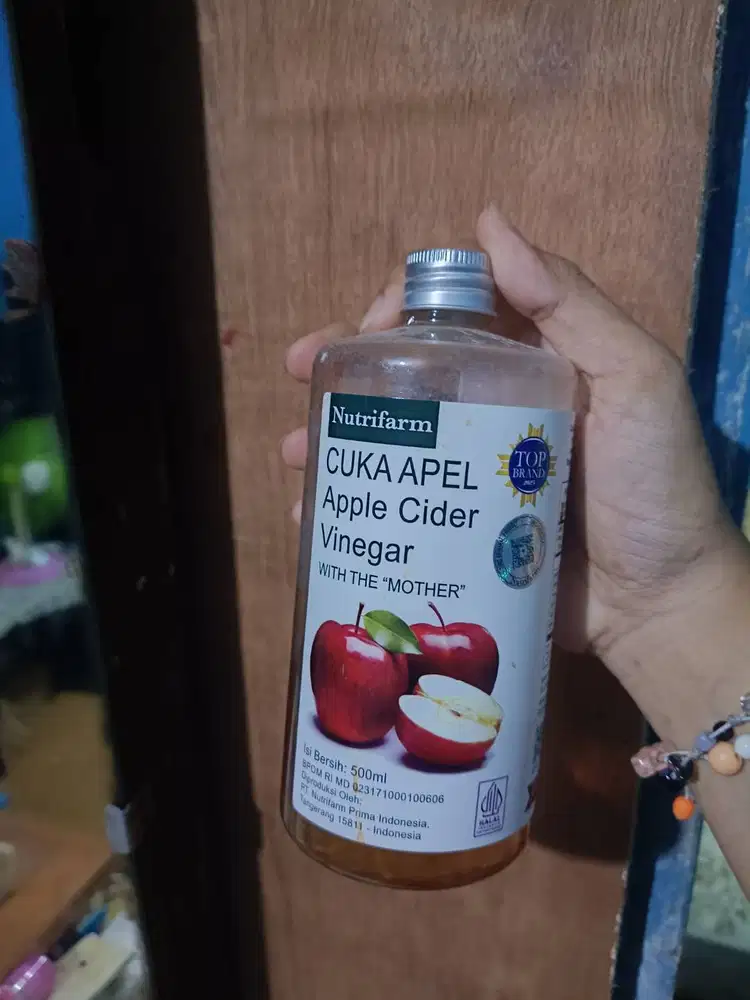 Nutrifarm
CUKA APEL
Apple Cider
Vinegar
WITH THE "MOTHER"
TOP
BRAND
2025
Isi Bersih: 500ml
BPOM RI MD 023171000100606
Diproduksi Oleh:
PT. Nutrifarm Prima Indonesia.
Tangerang 15811 - Indonesia
HALAL